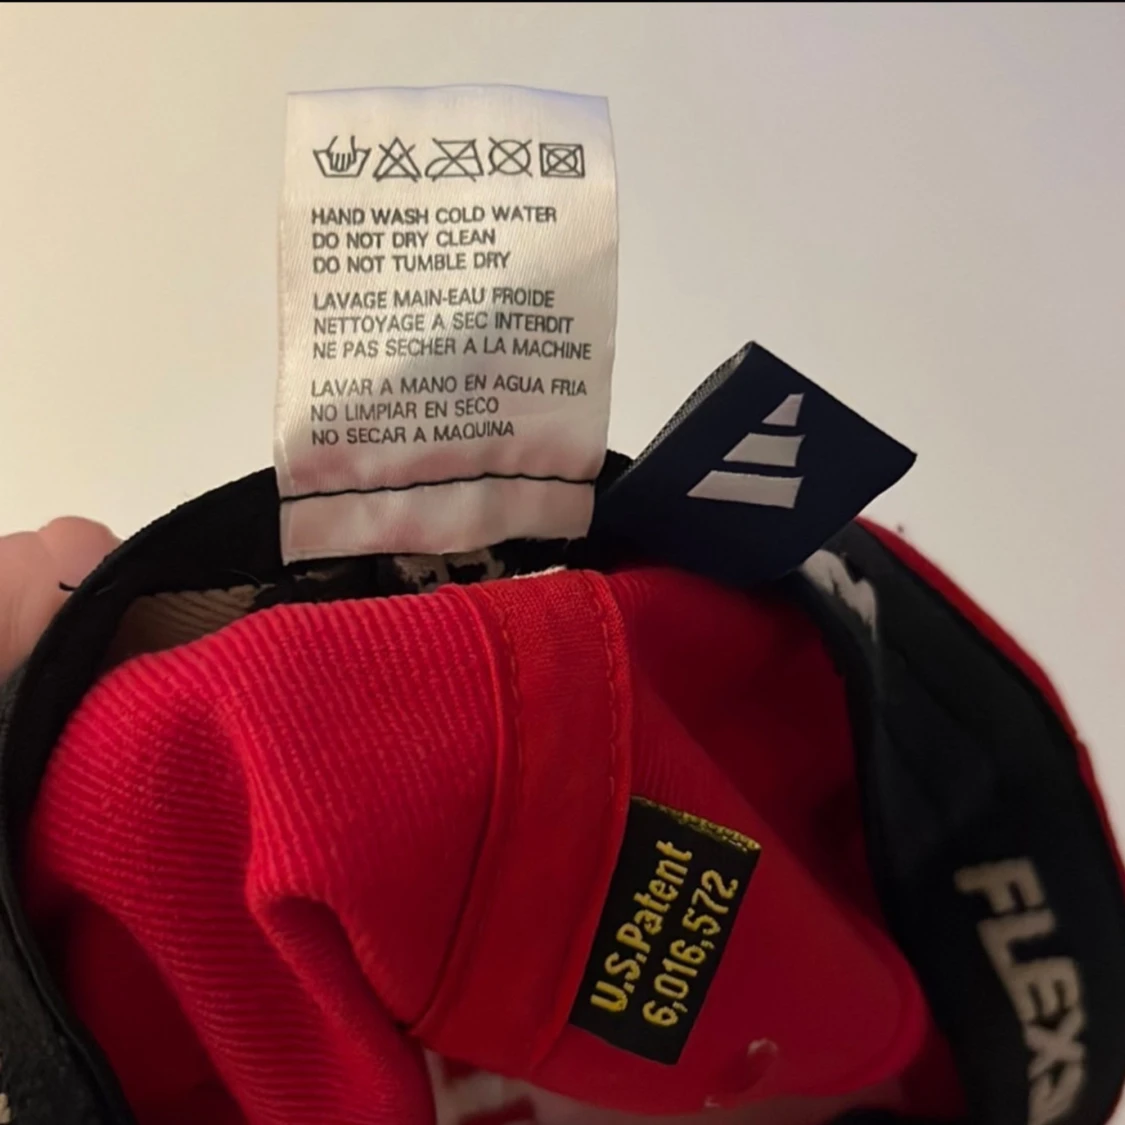 HAND WASH COLD WATER
DO NOT DRY CLEAN
DO NOT TUMBLE DRY
LAVAGE MAIN-EAU FROIDE
NETTOYAGE A SEC INTERDIT
NE PAS SECHER A LA MACHINE
LAVAR A MANO EN AGUA FRIA
NO LIMPIAR EN SECO
NO SECAR A MAQUINA
U.S.Patent
6,016,572